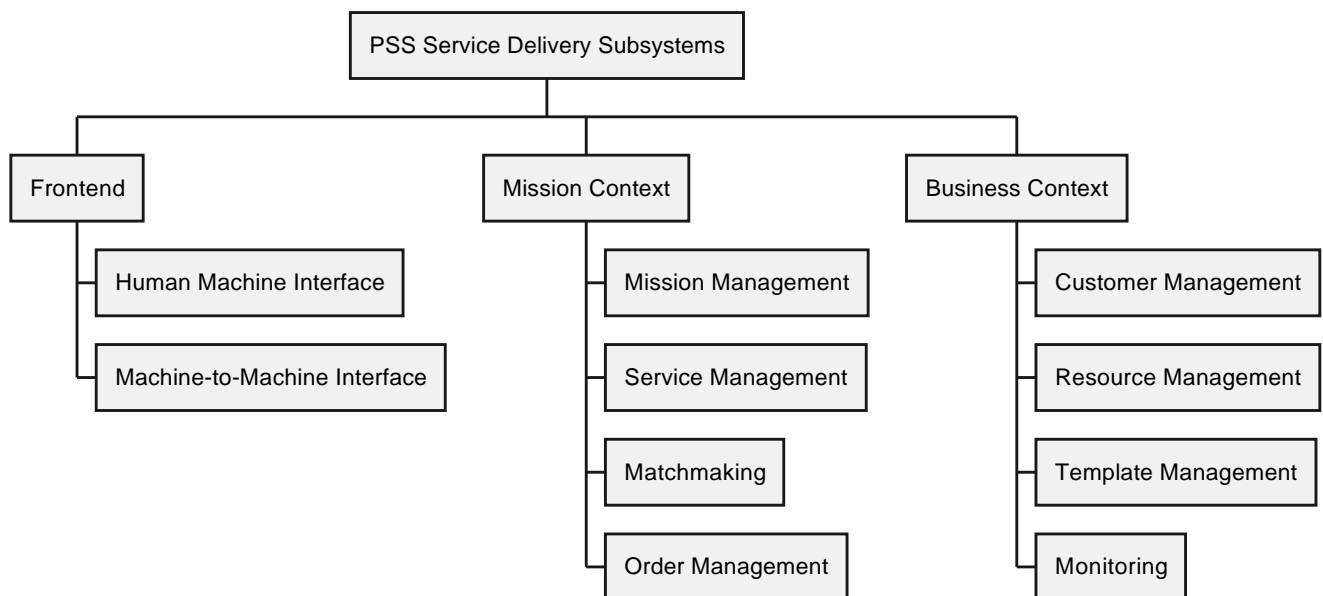 PSS Service Delivery Subsystems
Frontend
Mission Context
Business Context
Human Machine Interface
Mission Management
Customer Management
Machine-to-Machine Interface
Service Management
Resource Management
Matchmaking
Template Management
Order Management
Monitoring